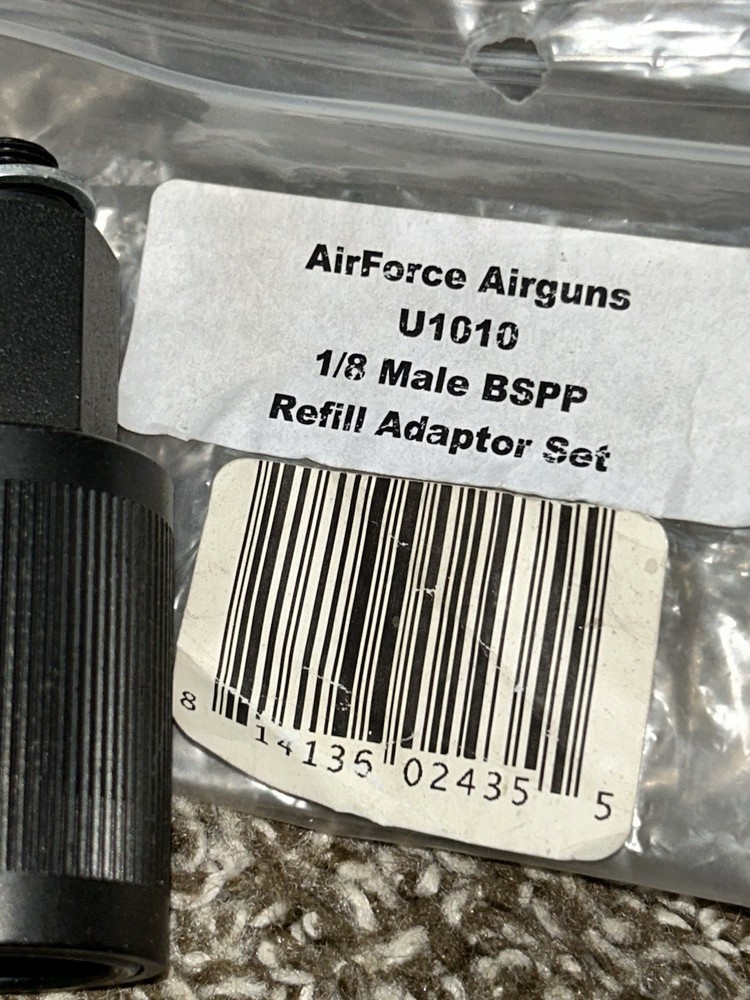 AirForce Airguns
U1010
1/8 Male BSPP
Refill Adaptor Set
8 14136 02435 5